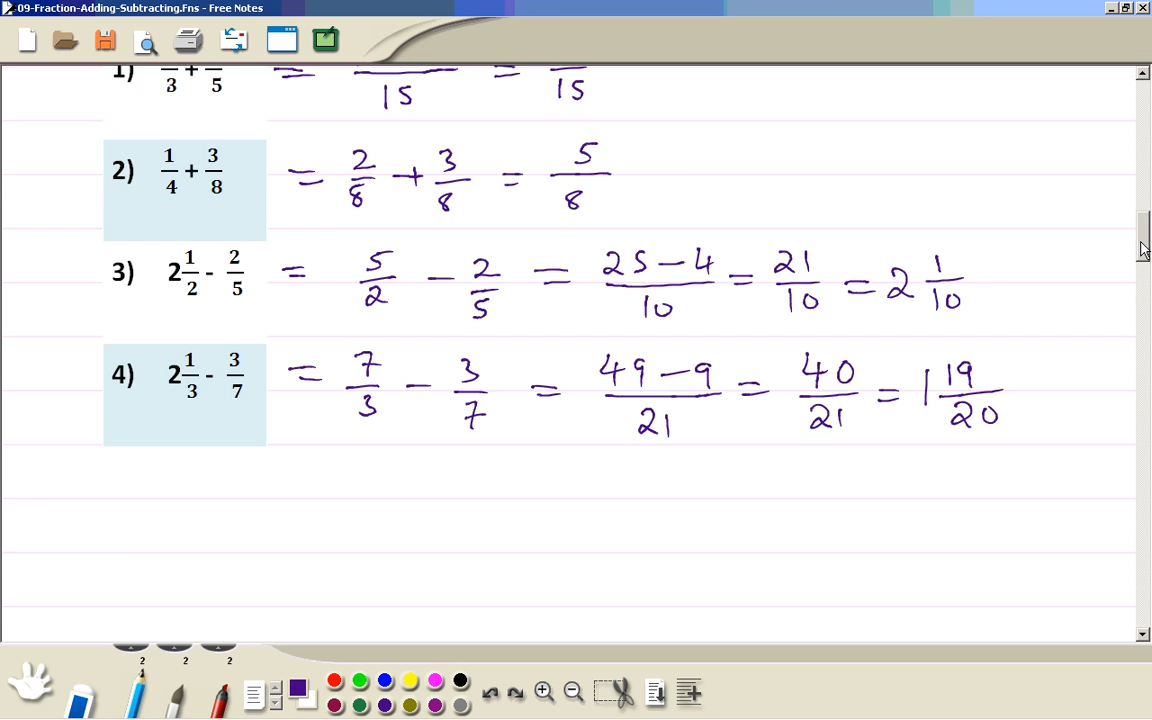 09-Fraction-Adding-Subtracting.Fns - Free Notes
1) /3 + /5 = /15 = /15
2) 1/4 + 3/8 = 2/8 + 3/8 = 5/8
3) 2 1/2 - 2/5 = 5/2 - 2/5 = 25-4/10 = 21/10 = 2 1/10
4) 2 1/3 - 3/7 = 7/3 - 3/7 = 49-9/21 = 40/21 = 1 19/20
2 2 2